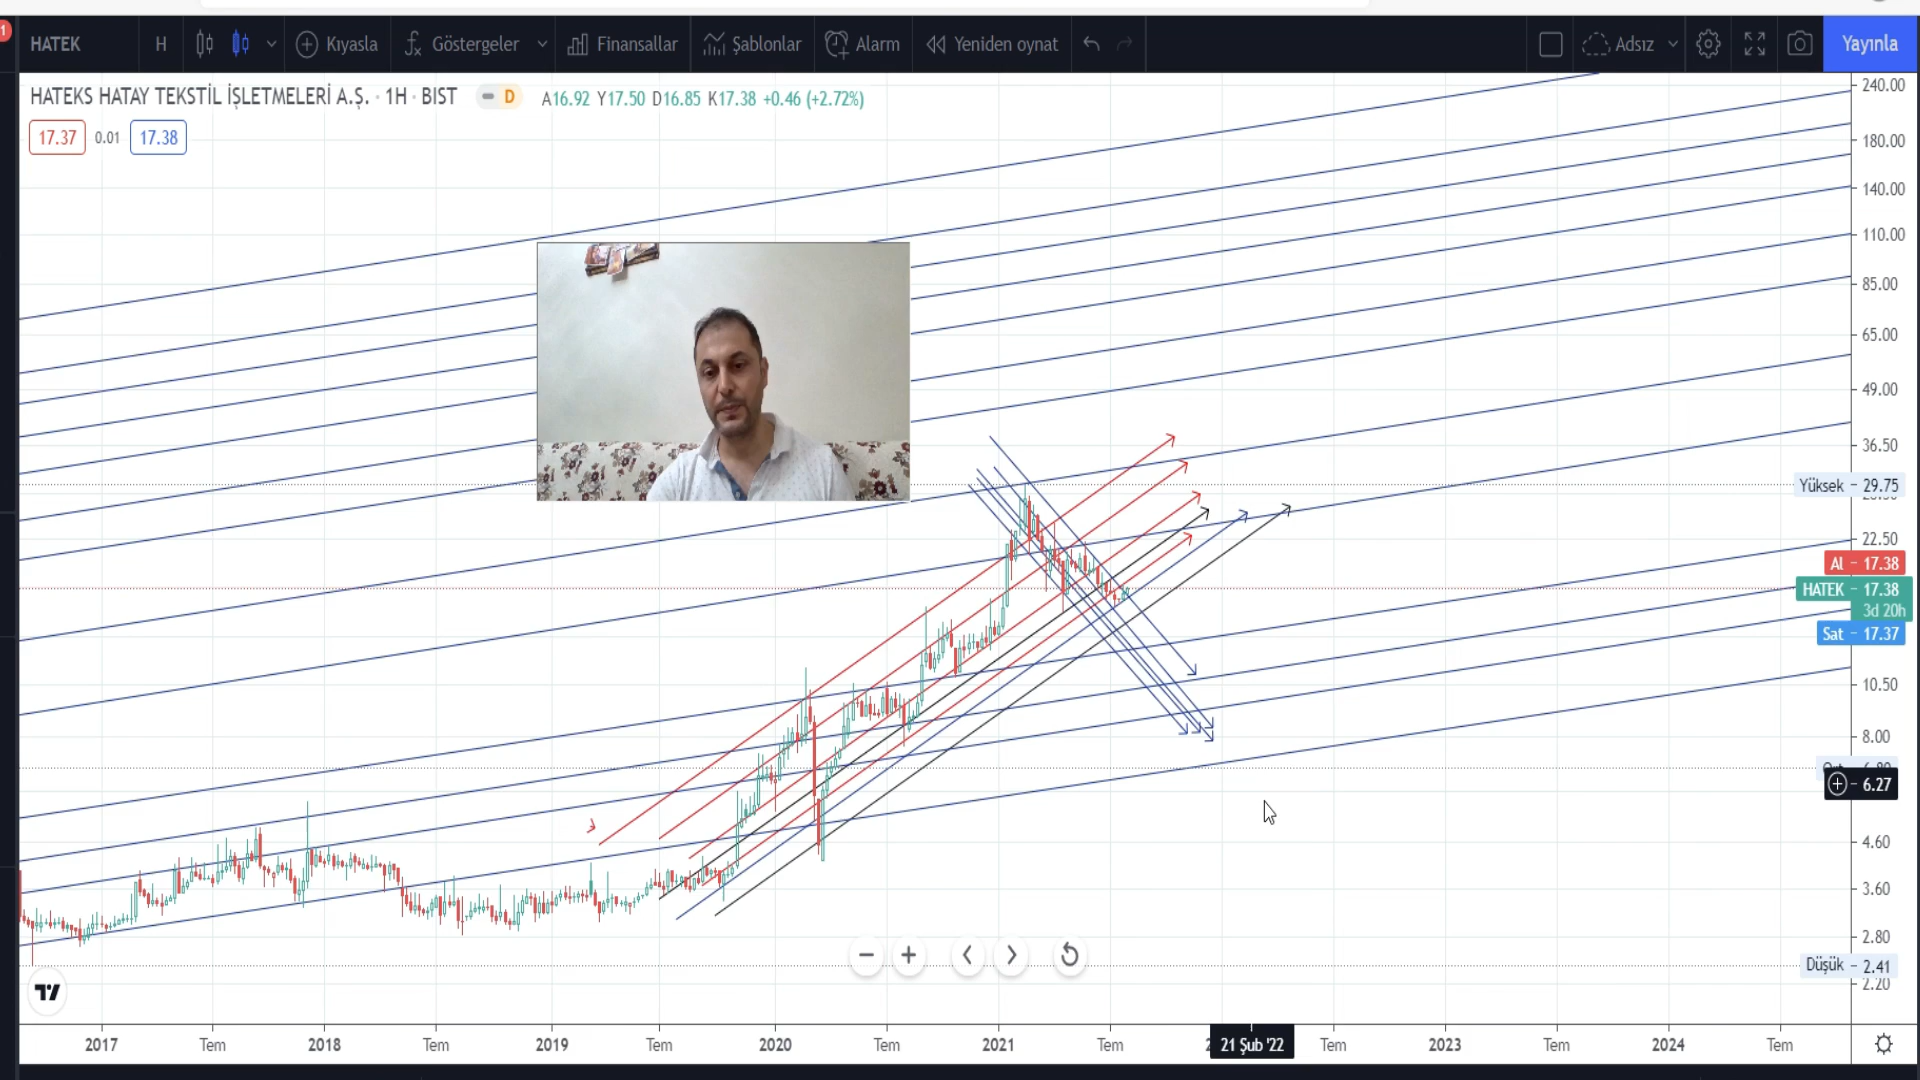 1
HATEK H Kıyasla Göstergeler Finansallar Şablonlar Alarm Yeniden oynat Adsız Yayınla
HATEKS HATAY TEKSTİL İŞLETMELERİ A.Ş. · 1H · BIST D A16.92 Y17.50 D16.85 K17.38 +0.46 (+2.72%)
17.37 0.01 17.38
240.00
180.00
140.00
110.00
85.00
65.00
49.00
36.50
Yüksek 29.75
22.50
Al 17.38
HATEK 17.38
3d 20h
Sat 17.37
10.50
8.00
6.27
4.60
3.60
2.80
Düşük 2.41
2.20
2017 Tem 2018 Tem 2019 Tem 2020 Tem 2021 Tem 21 Şub '22 Tem 2023 Tem 2024 Tem